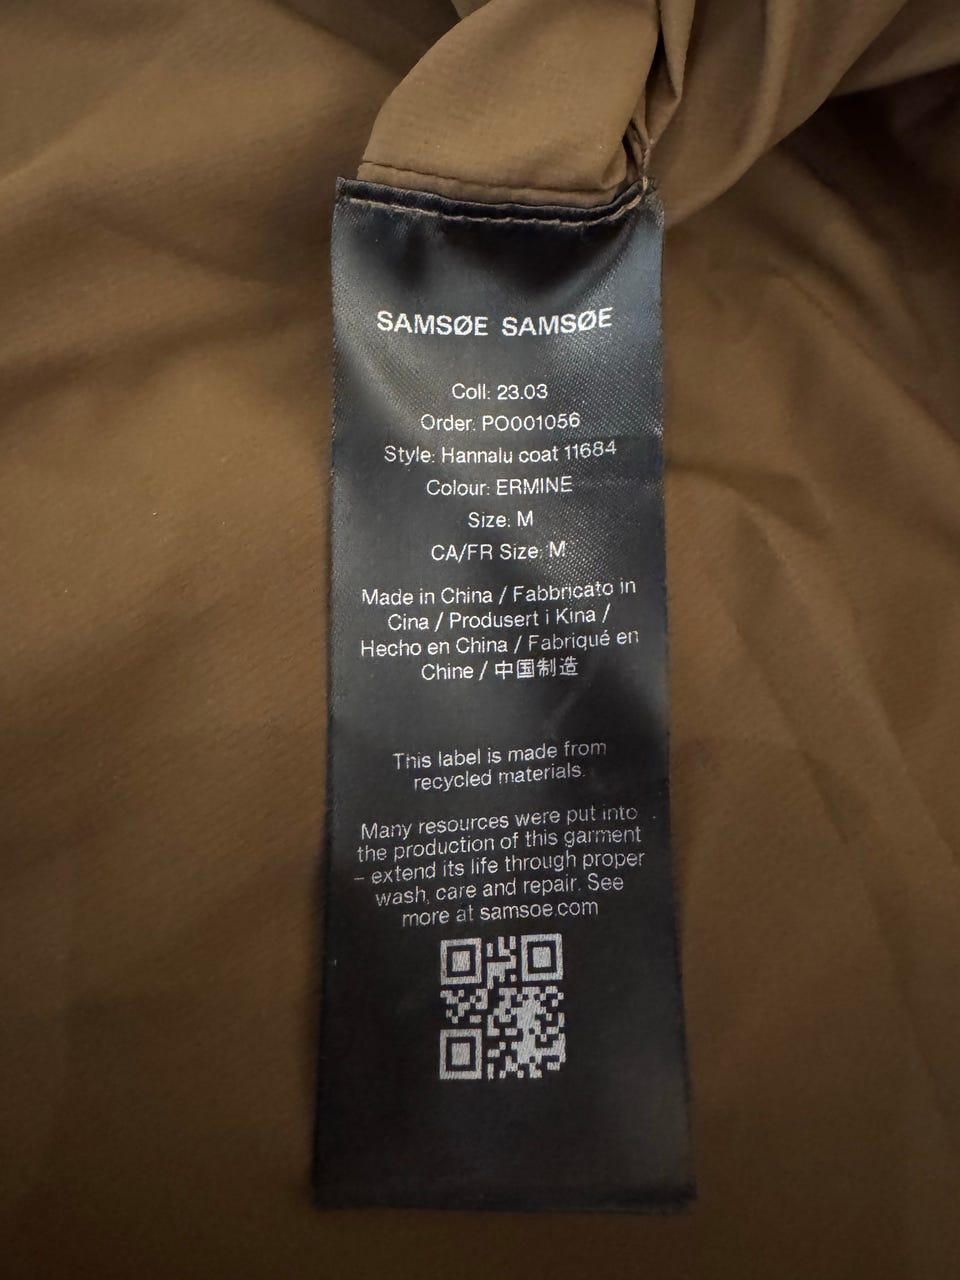 SAMSØE SAMSØE
Coll: 23.03
Order: PO001056
Style: Hannalu coat 11684
Colour: ERMINE
Size: M
CA/FR Size: M
Made in China / Fabbricato in
Cina / Produsert i Kina /
Hecho en China / Fabriqué en
Chine / 中国制造
This label is made from
recycled materials.
Many resources were put into
the production of this garment
– extend its life through proper
wash, care and repair. See
more at samsoe.com